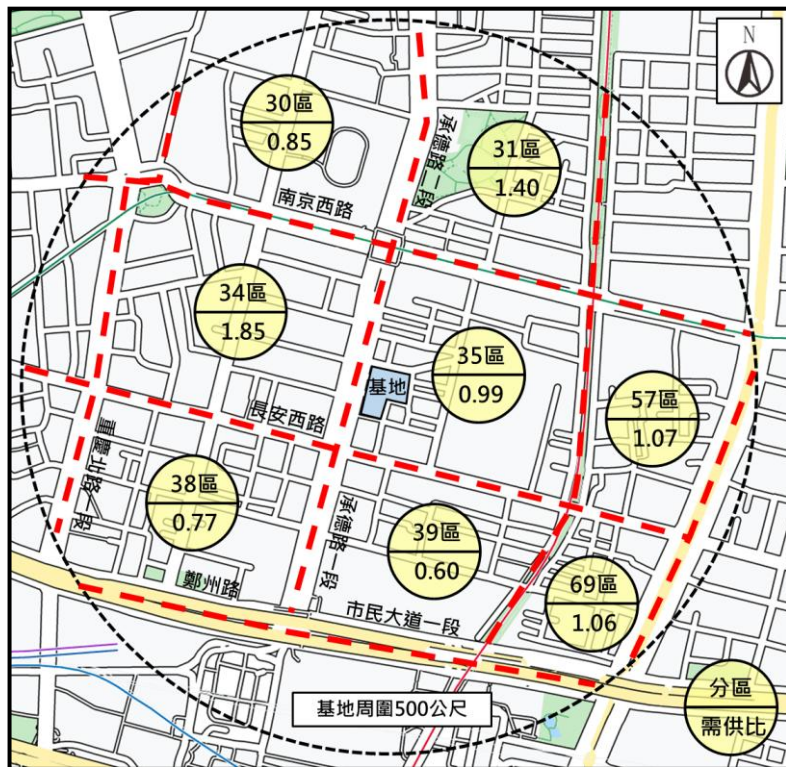 N
30區
0.85
承德路二段
31區
1.40
南京西路
34區
1.85
35區
0.99
基地
57區
1.07
長安西路
重慶北路一段
38區
0.77
承德路一段
39區
0.60
鄭州路
69區
1.06
市民大道一段
分區
需供比
基地周圍500公尺